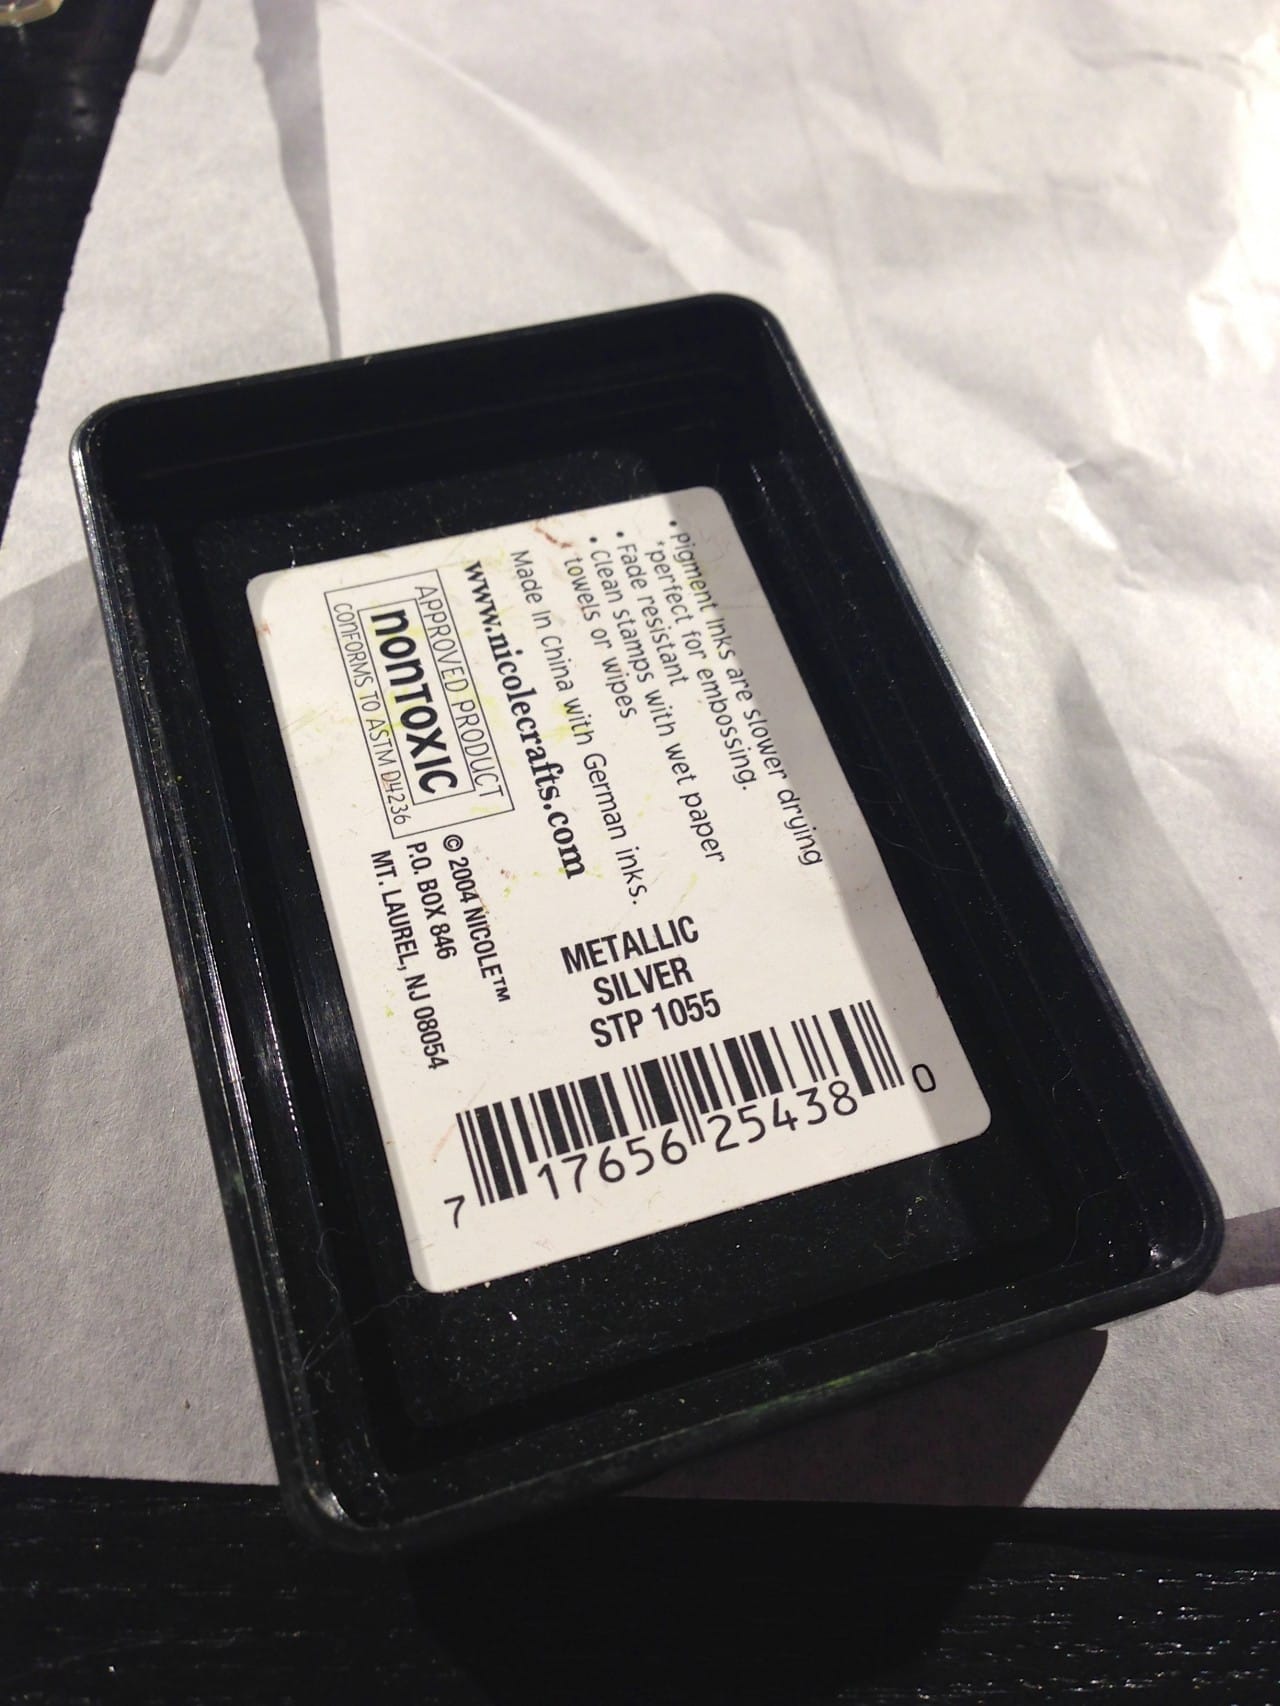 • Pigment inks are slower drying
*perfect for embossing.
• Fade resistant
• Clean stamps with wet paper
towels or wipes
Made In China with German inks.
www.nicolecrafts.com
APPROVED PRODUCT
nonTOXIC
CONFORMS TO ASTM D4236
© 2004 NICOLE™
P.O. BOX 846
MT. LAUREL, NJ 08054
METALLIC
SILVER
STP 1055
7 17656 25438 0